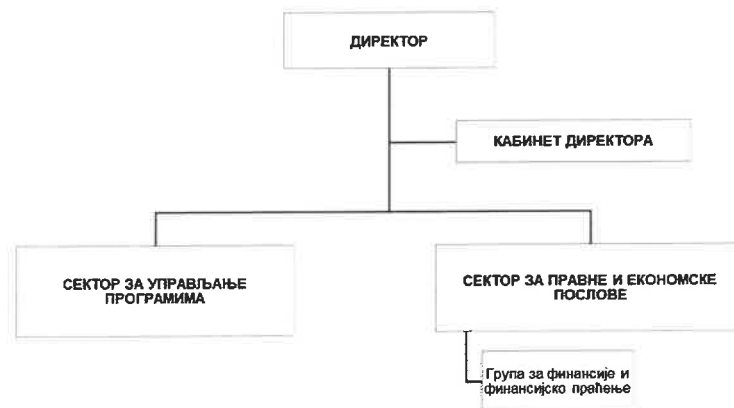 ДИРЕКТОР
КАБИНЕТ ДИРЕКТОРА
СЕКТОР ЗА УПРАВЉАЊЕ
ПРОГРАМИМА
СЕКТОР ЗА ПРАВНЕ И ЕКОНОМСКЕ
ПОСЛОВЕ
Група за финансије и
финансијско праћење